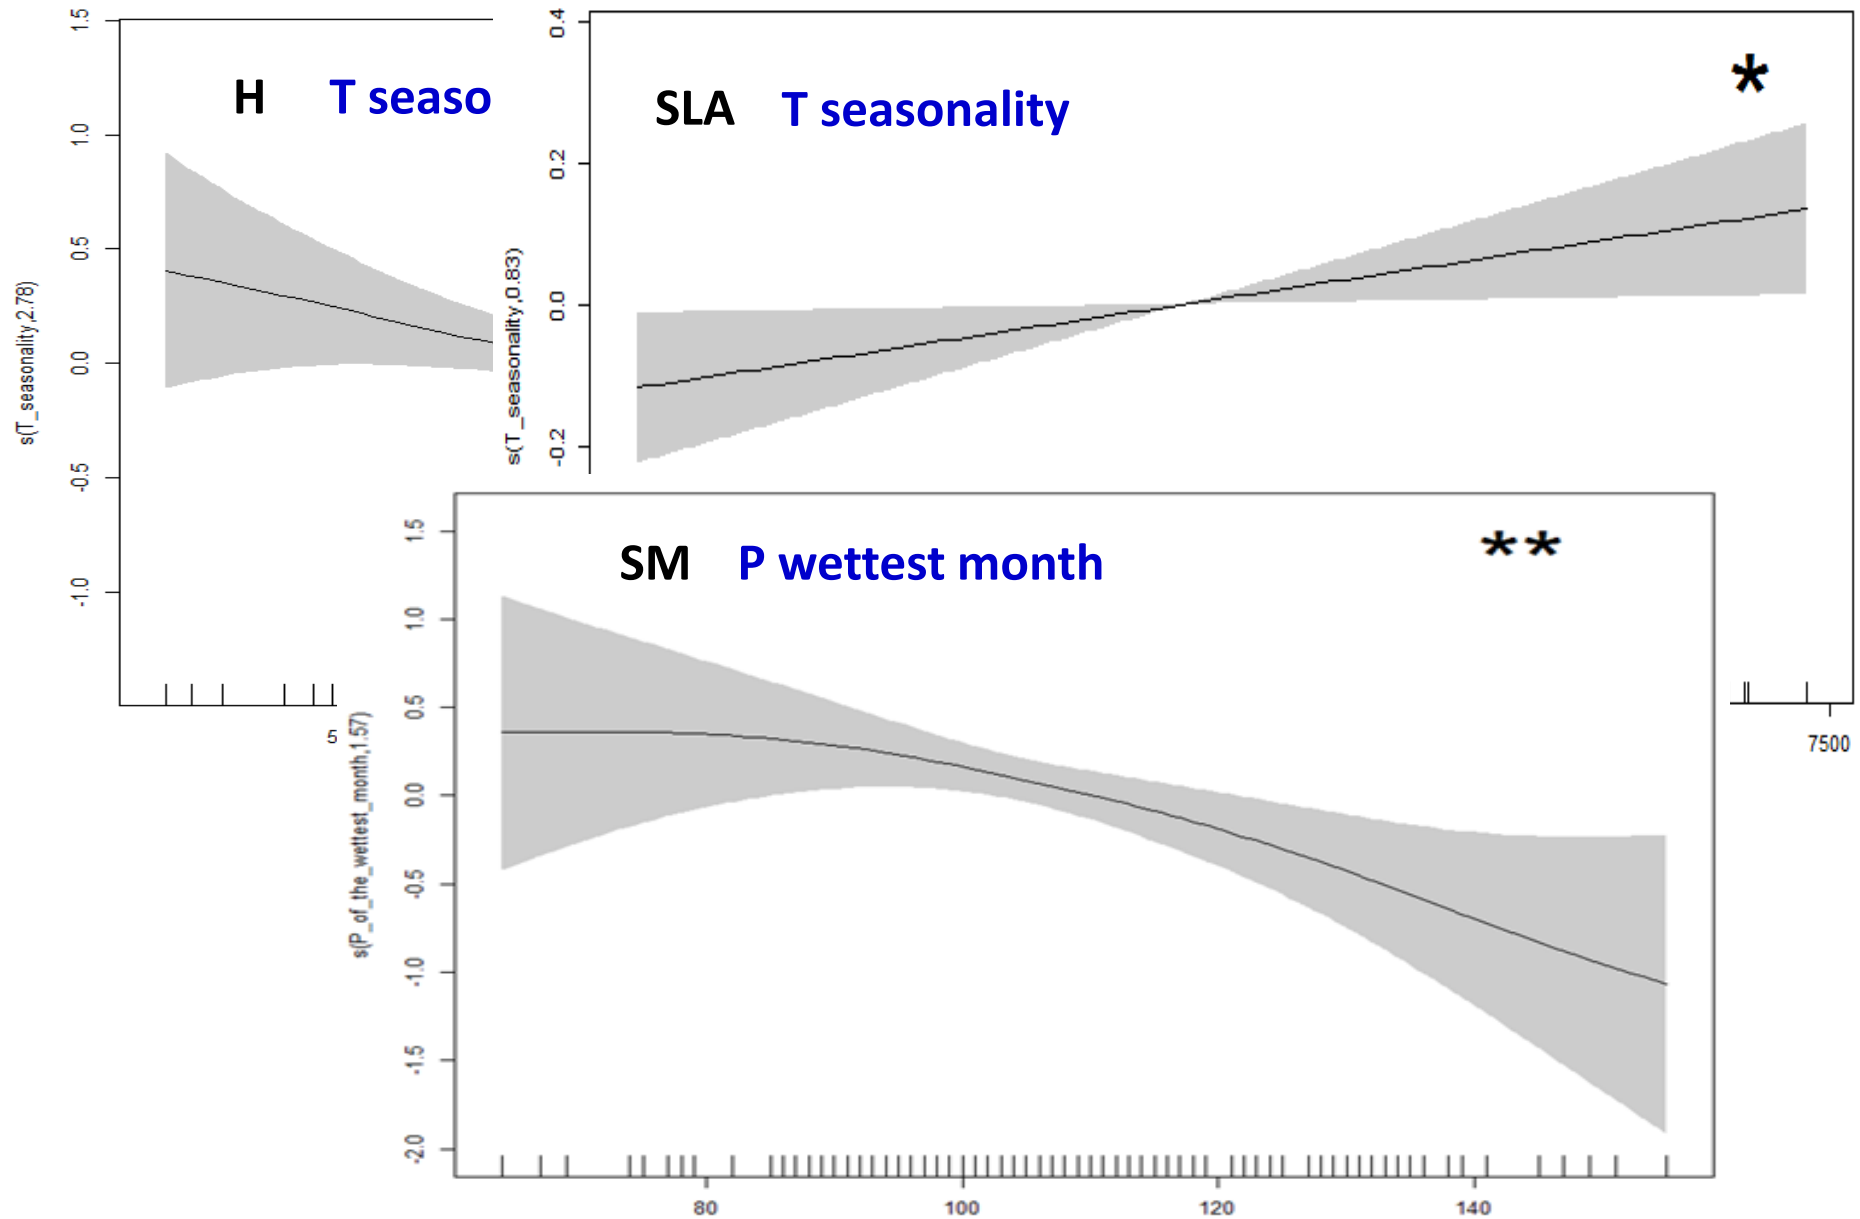 H T seaso
1.5
1.0
0.5
0.0
-0.5
-1.0
s(T_seasonality,2.78)
5
SLA T seasonality *
0.4
0.2
0.0
-0.2
s(T_seasonality,0.83)
7500
SM P wettest month **
1.5
1.0
0.5
0.0
-0.5
-1.0
-1.5
-2.0
s(P_of_the_wettest_month,1.57)
80 100 120 140